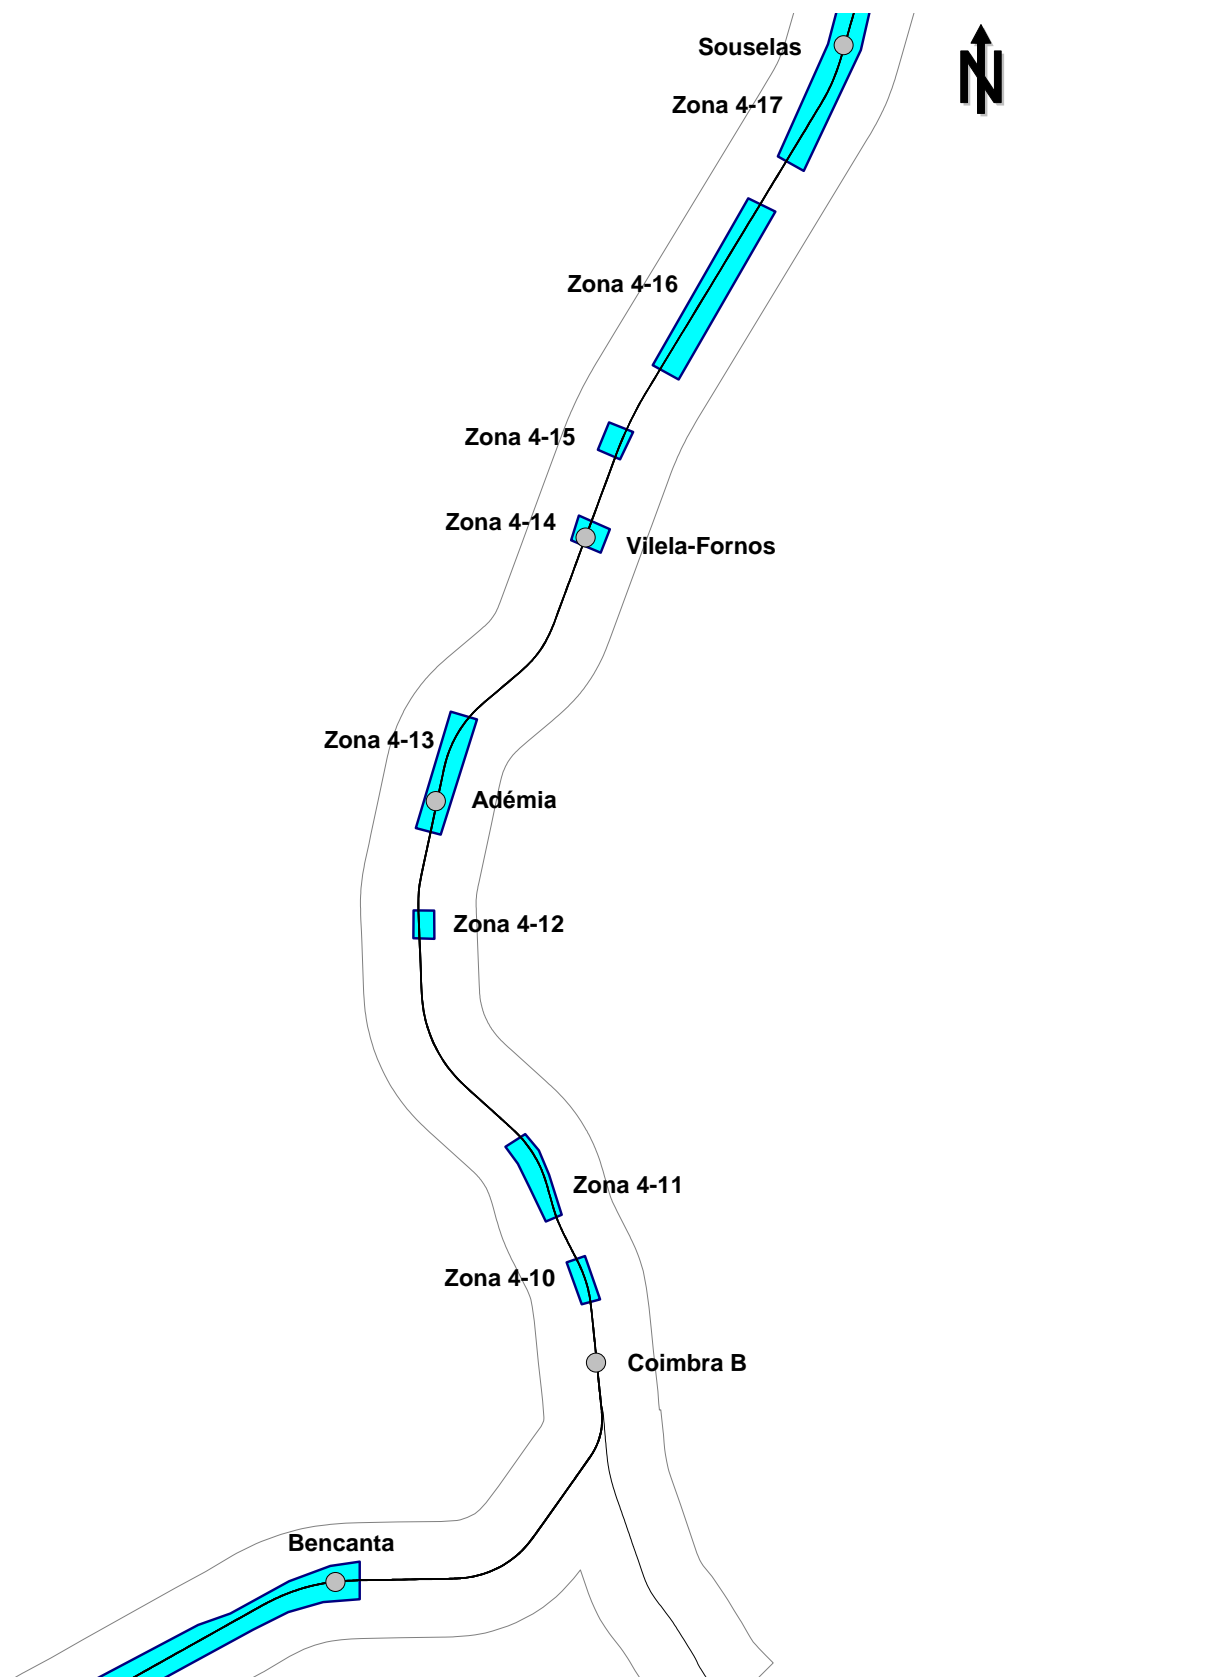 Souselas
N
Zona 4-17
Zona 4-16
Zona 4-15
Zona 4-14
Vilela-Fornos
Zona 4-13
Adémia
Zona 4-12
Zona 4-11
Zona 4-10
Coimbra B
Bencanta